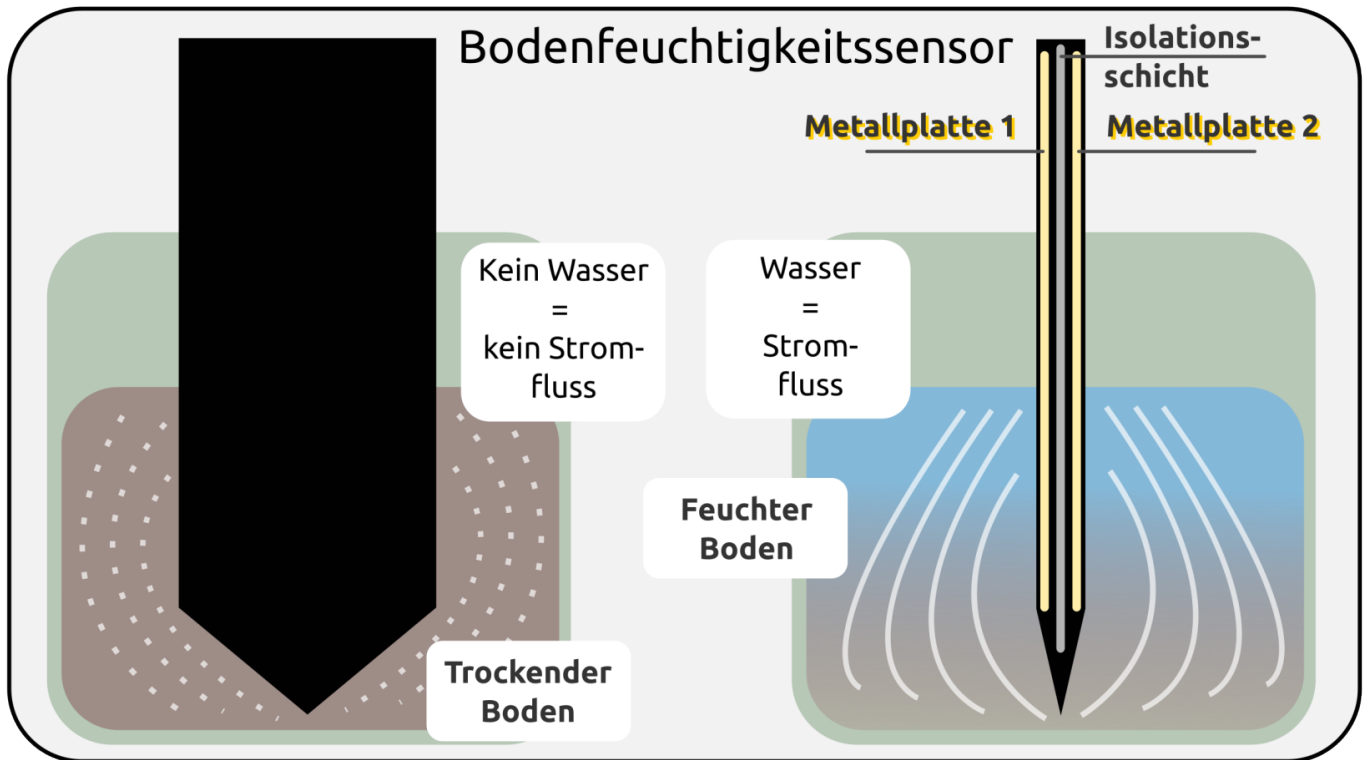 Bodenfeuchtigkeitssensor
Isolations-
schicht
Metallplatte 1
Metallplatte 2
Kein Wasser
=
kein Strom-
fluss
Wasser
=
Strom-
fluss
Feuchter
Boden
Trockender
Boden